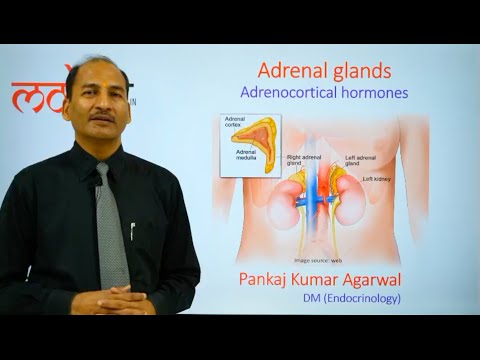 IN
Adrenal glands
Adrenocortical hormones
Adrenal
cortex
Adrenal
medulla
Right adrenal
gland
Left adrenal
gland
Left kidney
Image source: web
Pankaj Kumar Agarwal
DM (Endocrinology)